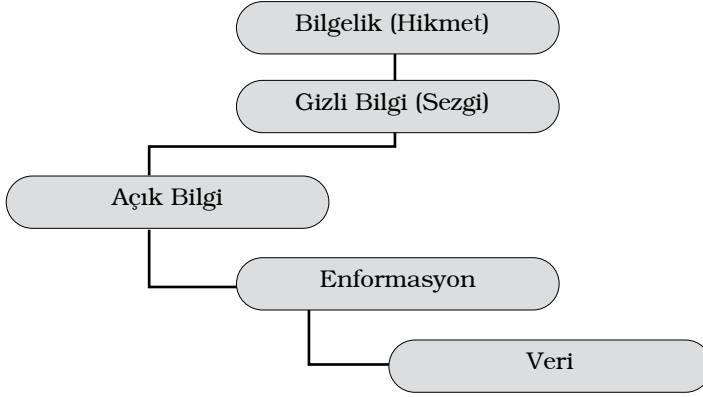 Bilgelik (Hikmet)
Gizli Bilgi (Sezgi)
Açık Bilgi
Enformasyon
Veri